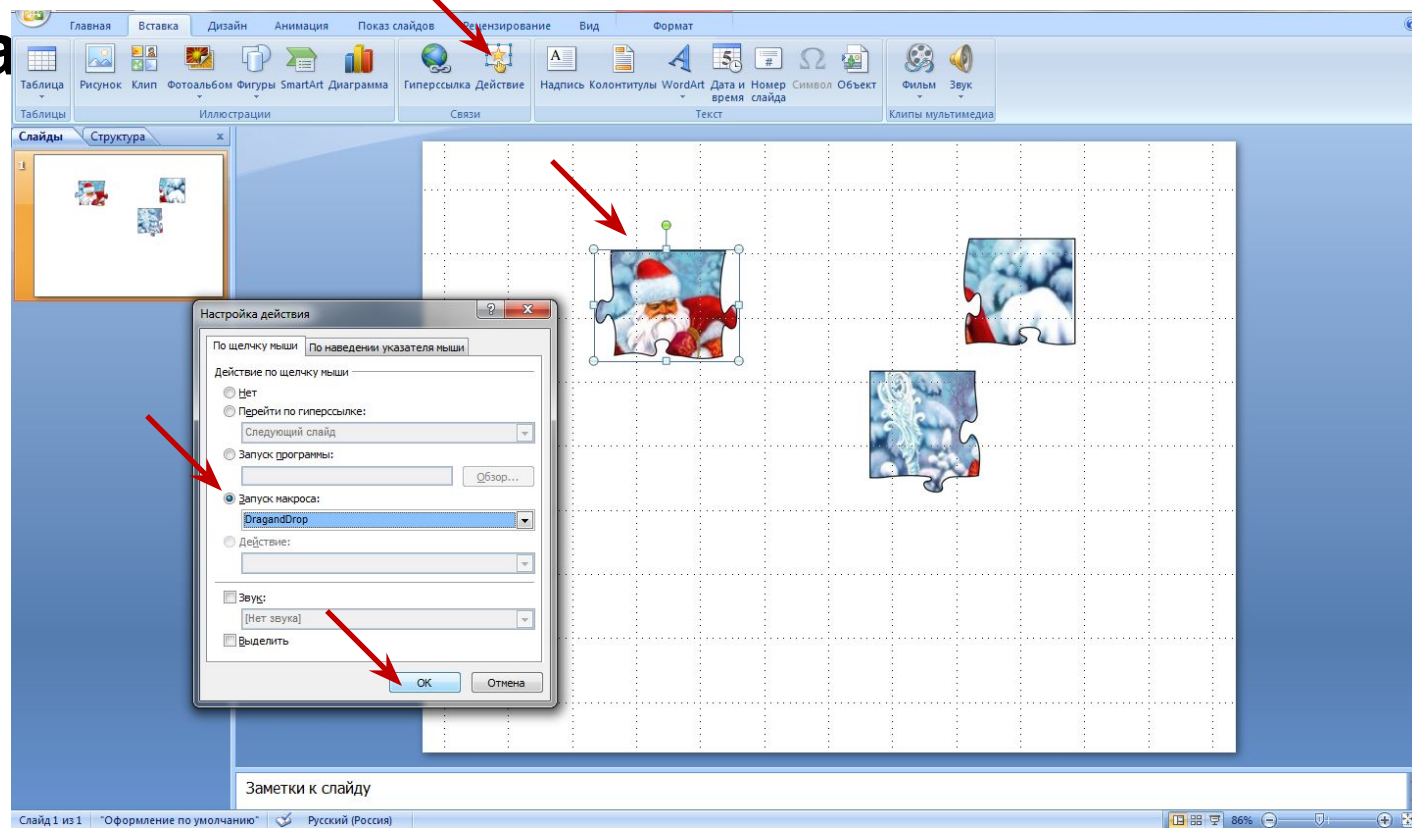 а
Главная Вставка Дизайн Анимация Показ слайдов Рецензирование Вид Формат
Таблица Рисунок Клип Фотоальбом Фигуры SmartArt Диаграмма Гиперссылка Действие Надпись Колонтитулы WordArt Дата и время Номер слайда Символ Объект Фильм Звук
Таблицы Иллюстрации Связи Текст Клипы мультимедиа
Слайды Структура x
1
Настройка действия
По щелчку мыши По наведении указателя мыши
Действие по щелчку мыши
Нет
Перейти по гиперссылке:
Следующий слайд
Запуск программы:
Обзор...
Запуск макроса:
DragandDrop
Действие:
Звук:
[Нет звука]
Выделить
ОК Отмена
Заметки к слайду
Слайд 1 из 1 "Оформление по умолчанию" Русский (Россия) 86%